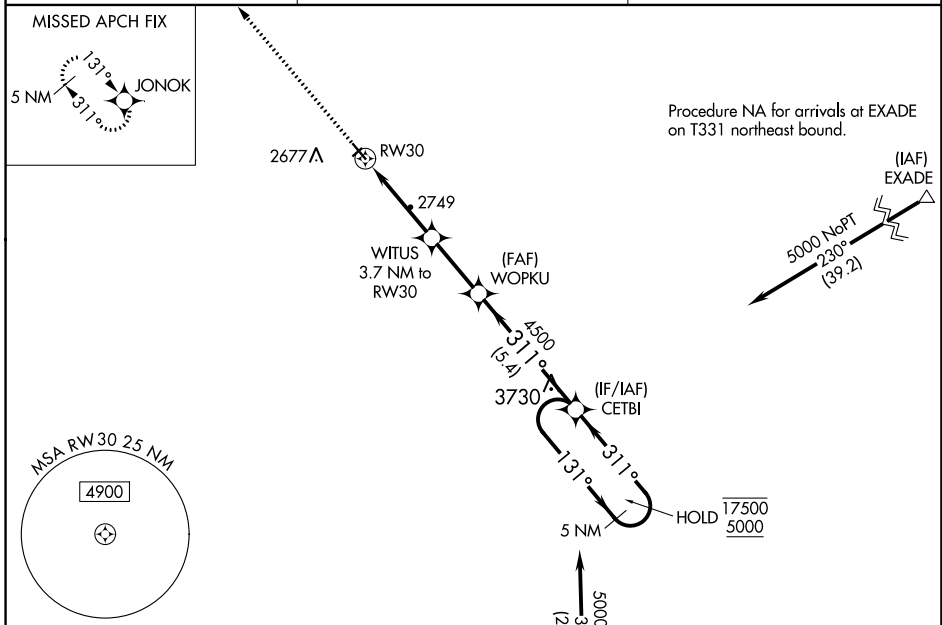 MISSED APCH FIX
131°
JONOK
5 NM
311°
Procedure NA for arrivals at EXADE
on T331 northeast bound.
2677
RW30
(IAF)
EXADE
2749
5000 NoPT
230°
(39.2)
WITUS
3.7 NM to
RW30
(FAF)
WOPKU
4500
311°
(5.4)
3730
(IF/IAF)
CETBI
131°
311°
MSA RW30 25 NM
4900
HOLD
17500
5000
5 NM
5000